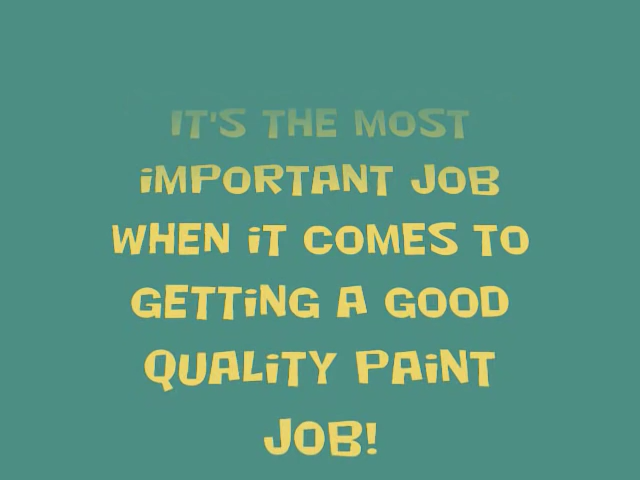 IT'S THE MOST
iMPORTANT JOB
WHEN iT COMES TO
GETTiNG A GOOD
QUALiTY PAiNT
JOB!